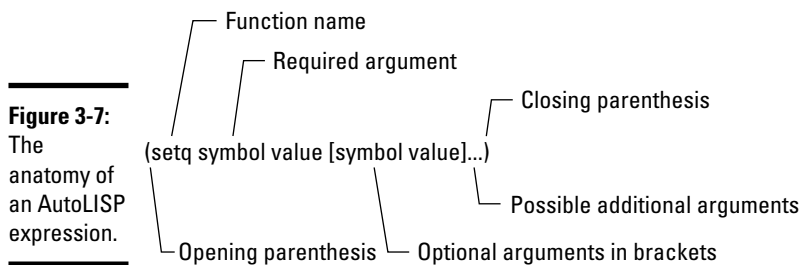 Function name
Required argument
Closing parenthesis
Figure 3-7:
The
anatomy of
an AutoLISP
expression.
(setq symbol value [symbol value]...)
Possible additional arguments
Opening parenthesis
Optional arguments in brackets